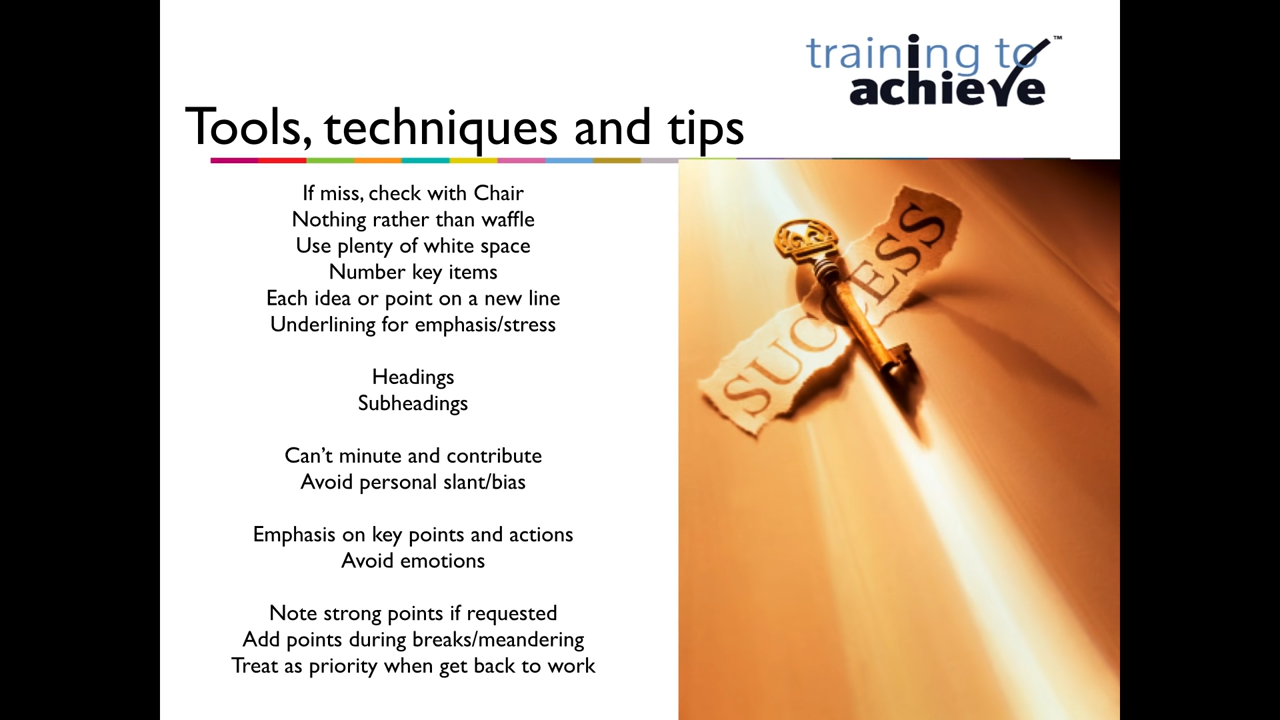 training to
achieve™
Tools, techniques and tips
If miss, check with Chair
Nothing rather than waffle
Use plenty of white space
Number key items
Each idea or point on a new line
Underlining for emphasis/stress
Headings
Subheadings
Can’t minute and contribute
Avoid personal slant/bias
Emphasis on key points and actions
Avoid emotions
Note strong points if requested
Add points during breaks/meandering
Treat as priority when get back to work
SUCCESS